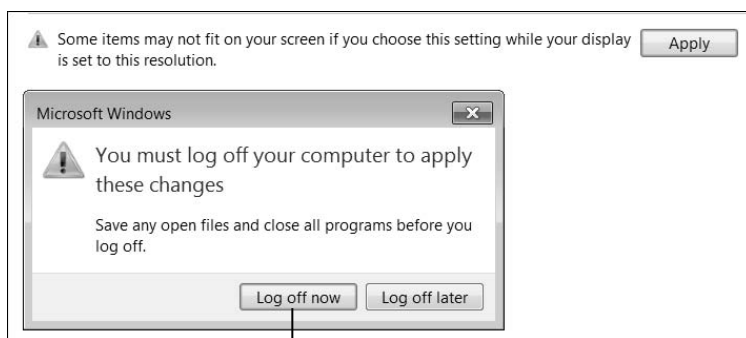 Some items may not fit on your screen if you choose this setting while your display
is set to this resolution.
Apply
Microsoft Windows
You must log off your computer to apply
these changes
Save any open files and close all programs before you
log off.
Log off now
Log off later